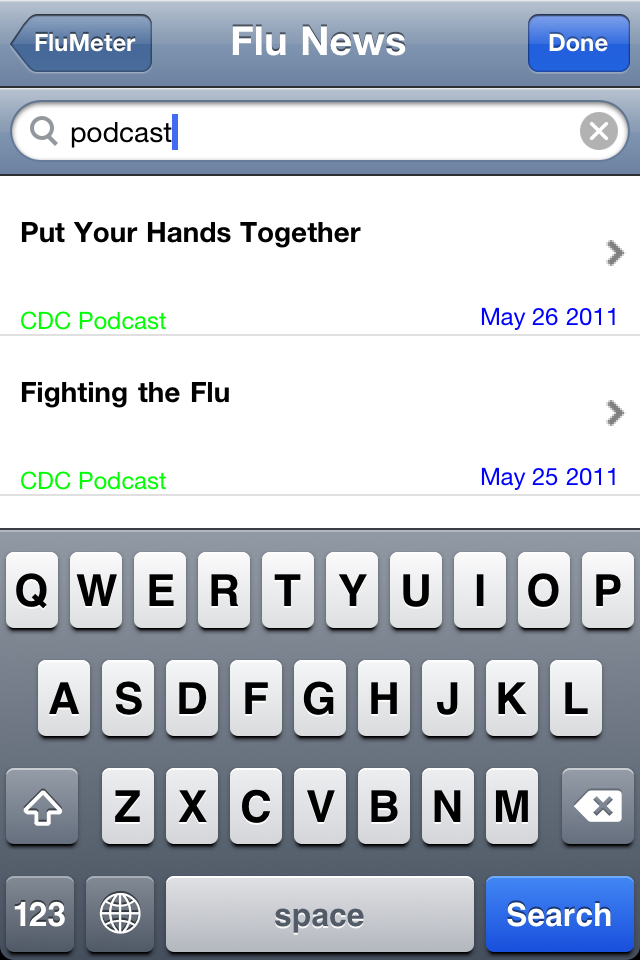 FluMeter Flu News Done
podcast
Put Your Hands Together
CDC Podcast May 26 2011
Fighting the Flu
CDC Podcast May 25 2011
Q W E R T Y U I O P
A S D F G H J K L
Z X C V B N M
123 space Search